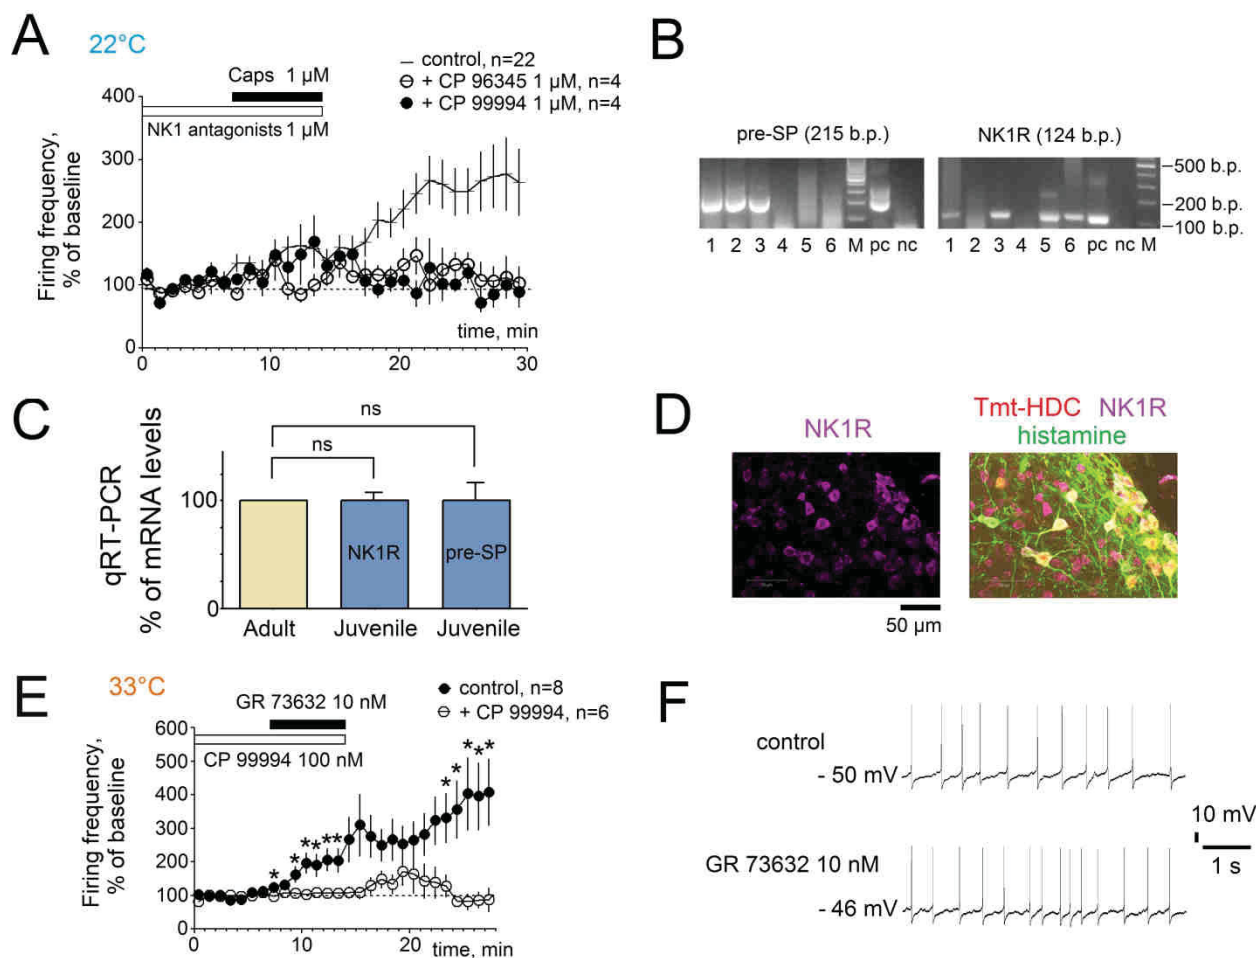 A
22°C
Caps 1 µM
control, n=22
+ CP 96345 1 µM, n=4
+ CP 99994 1 µM, n=4
NK1 antagonists 1 µM
Firing frequency,
% of baseline
400
300
200
100
0
time, min
0 10 20 30
B
pre-SP (215 b.p.)
NK1R (124 b.p.)
500 b.p.
200 b.p.
100 b.p.
1 2 3 4 5 6 M pc nc
1 2 3 4 5 6 pc nc M
C
ns
ns
qRT-PCR
% of mRNA levels
100
0
NK1R
pre-SP
Adult Juvenile Juvenile
D
NK1R
Tmt-HDC NK1R
histamine
50 µm
E
33°C
GR 73632 10 nM
control, n=8
+ CP 99994, n=6
CP 99994 100 nM
Firing frequency,
% of baseline
600
500
400
300
200
100
0
* * * * * * * * * * *
0 10 20
time, min
F
control
- 50 mV
10 mV
1 s
GR 73632 10 nM
- 46 mV